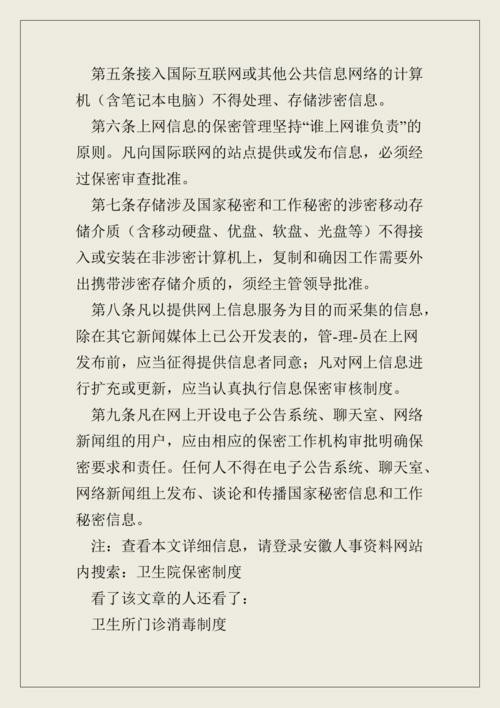 第五条接入国际互联网或其他公共信息网络的计算
机（含笔记本电脑）不得处理、存储涉密信息。
第六条上网信息的保密管理坚持“谁上网谁负责”的
原则。凡向国际联网的站点提供或发布信息，必须经
过保密审查批准。
第七条存储涉及国家秘密和工作秘密的涉密移动存
储介质（含移动硬盘、优盘、软盘、光盘等）不得接
入或安装在非涉密计算机上，复制和确因工作需要外
出携带涉密存储介质的，须经主管领导批准。
第八条凡以提供网上信息服务为目的而采集的信息，
除在其它新闻媒体上已公开发表的，管-理-员在上网
发布前，应当征得提供信息者同意；凡对网上信息进
行扩充或更新，应当认真执行信息保密审核制度。
第九条凡在网上开设电子公告系统、聊天室、网络
新闻组的用户，应由相应的保密工作机构审批明确保
密要求和责任。任何人不得在电子公告系统、聊天室、
网络新闻组上发布、谈论和传播国家秘密信息和工作
秘密信息。
注：查看本文详细信息，请登录安徽人事资料网站
内搜索：卫生院保密制度
看了该文章的人还看了：
卫生所门诊消毒制度